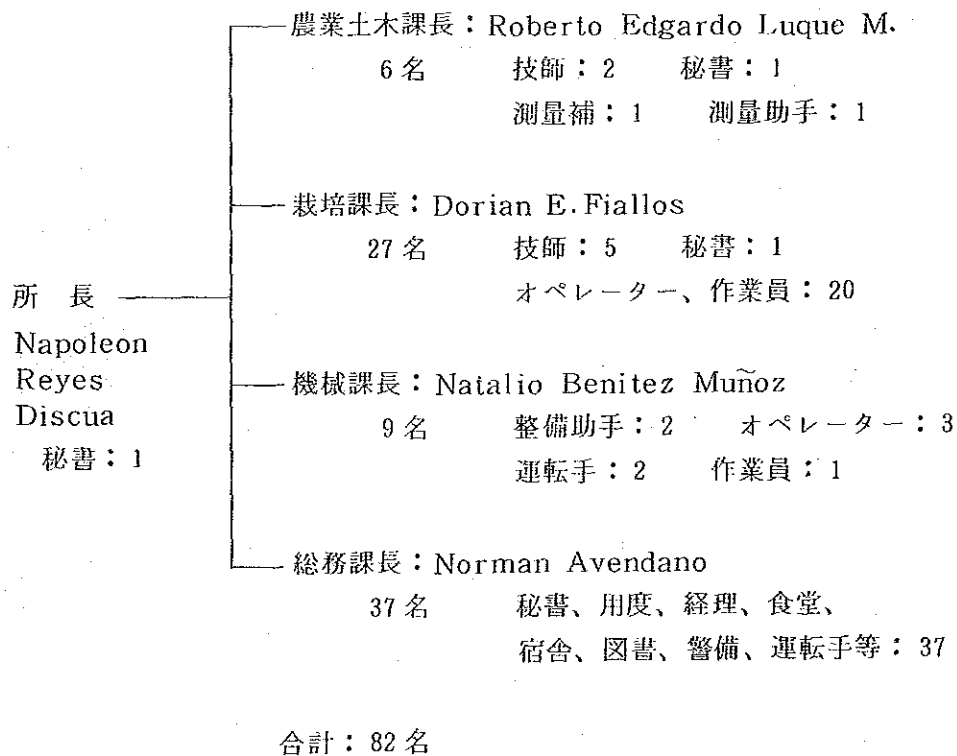 農業土木課長：Roberto Edgardo Luque M.
6名 技師：2 秘書：1
測量補：1 測量助手：1
栽培課長：Dorian E. Fiallos
27名 技師：5 秘書：1
オペレーター、作業員：20
所 長
Napoleon
Reyes
Discua
秘書：1
機械課長：Natalio Benitez Muñoz
9名 整備助手：2 オペレーター：3
運転手：2 作業員：1
総務課長：Norman Avendano
37名 秘書、用度、経理、食堂、
宿舎、図書、警備、運転手等：37
合計：82名